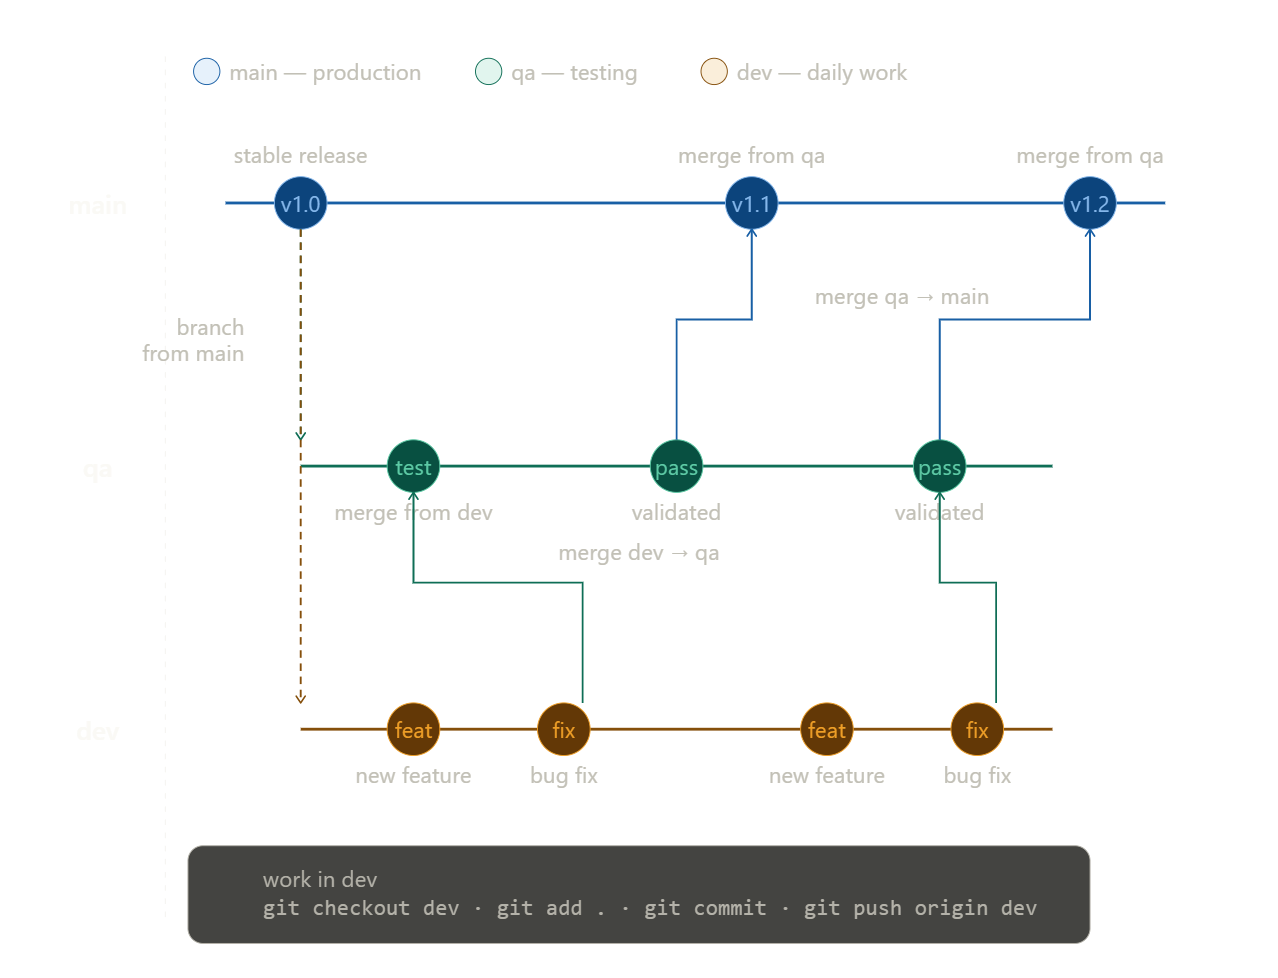 main — production
qa — testing
dev — daily work
stable release
merge from qa
merge from qa
main
v1.0
v1.1
v1.2
merge qa → main
branch
from main
qa
test
pass
pass
merge from dev
validated
validated
merge dev → qa
dev
feat
fix
feat
fix
new feature
bug fix
new feature
bug fix
work in dev
git checkout dev · git add . · git commit · git push origin dev